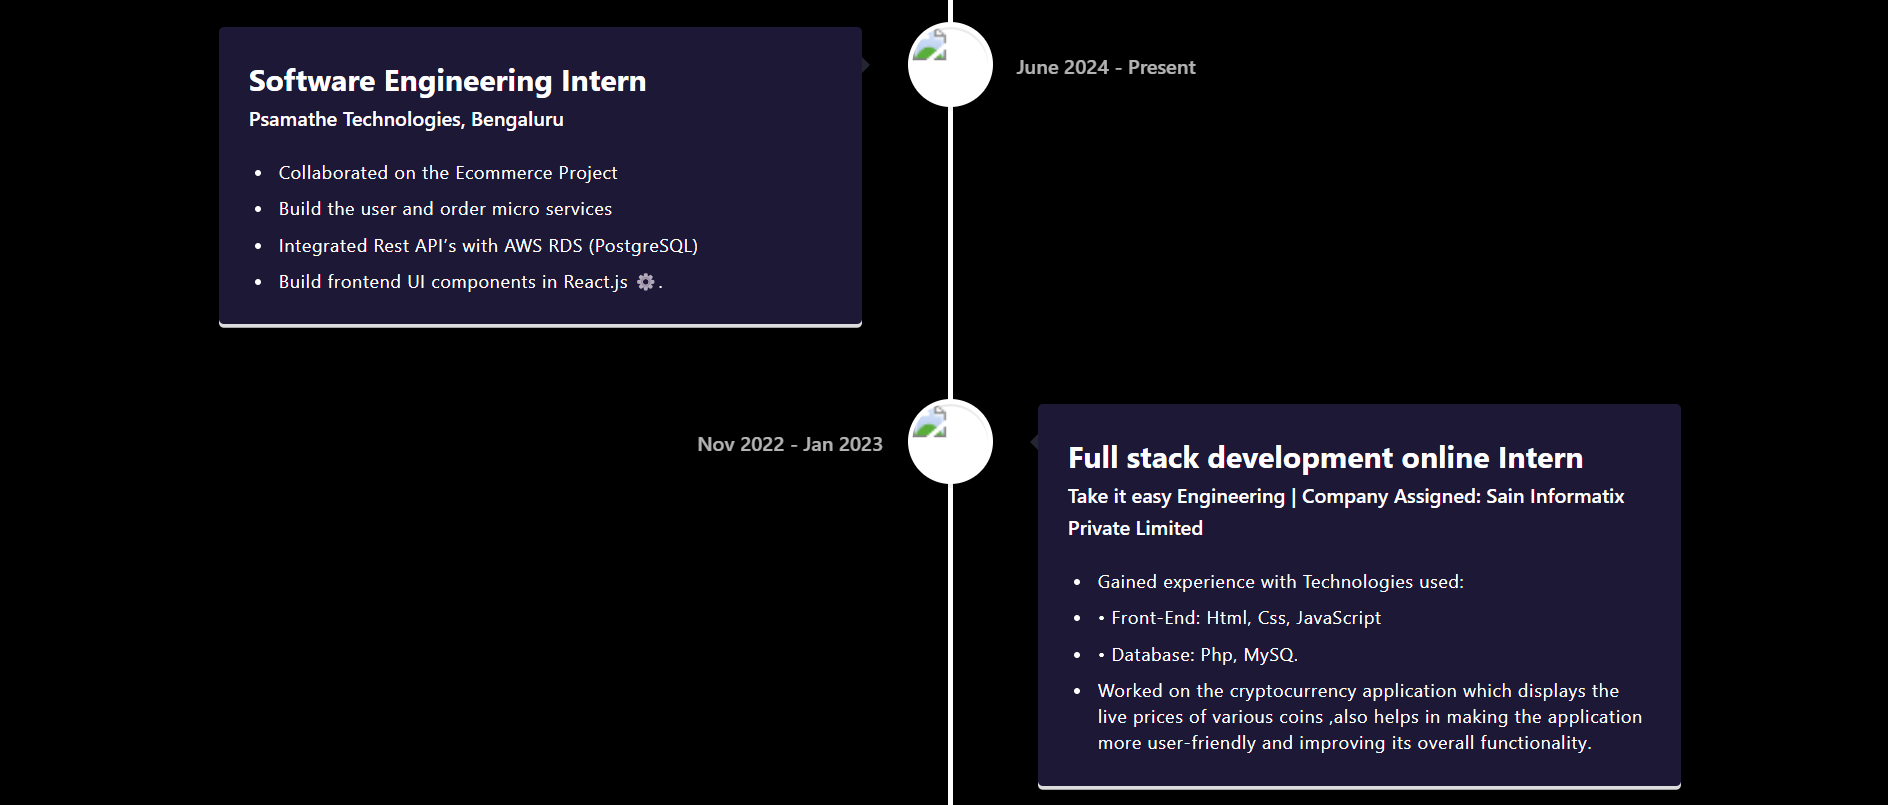 Software Engineering Intern
Psamathe Technologies, Bengaluru
• Collaborated on the Ecommerce Project
• Build the user and order micro services
• Integrated Rest API’s with AWS RDS (PostgreSQL)
• Build frontend UI components in React.js ⚙️.
June 2024 - Present
Nov 2022 - Jan 2023
Full stack development online Intern
Take it easy Engineering | Company Assigned: Sain Informatix
Private Limited
• Gained experience with Technologies used:
• • Front-End: Html, Css, JavaScript
• • Database: Php, MySQ.
• Worked on the cryptocurrency application which displays the
live prices of various coins ,also helps in making the application
more user-friendly and improving its overall functionality.